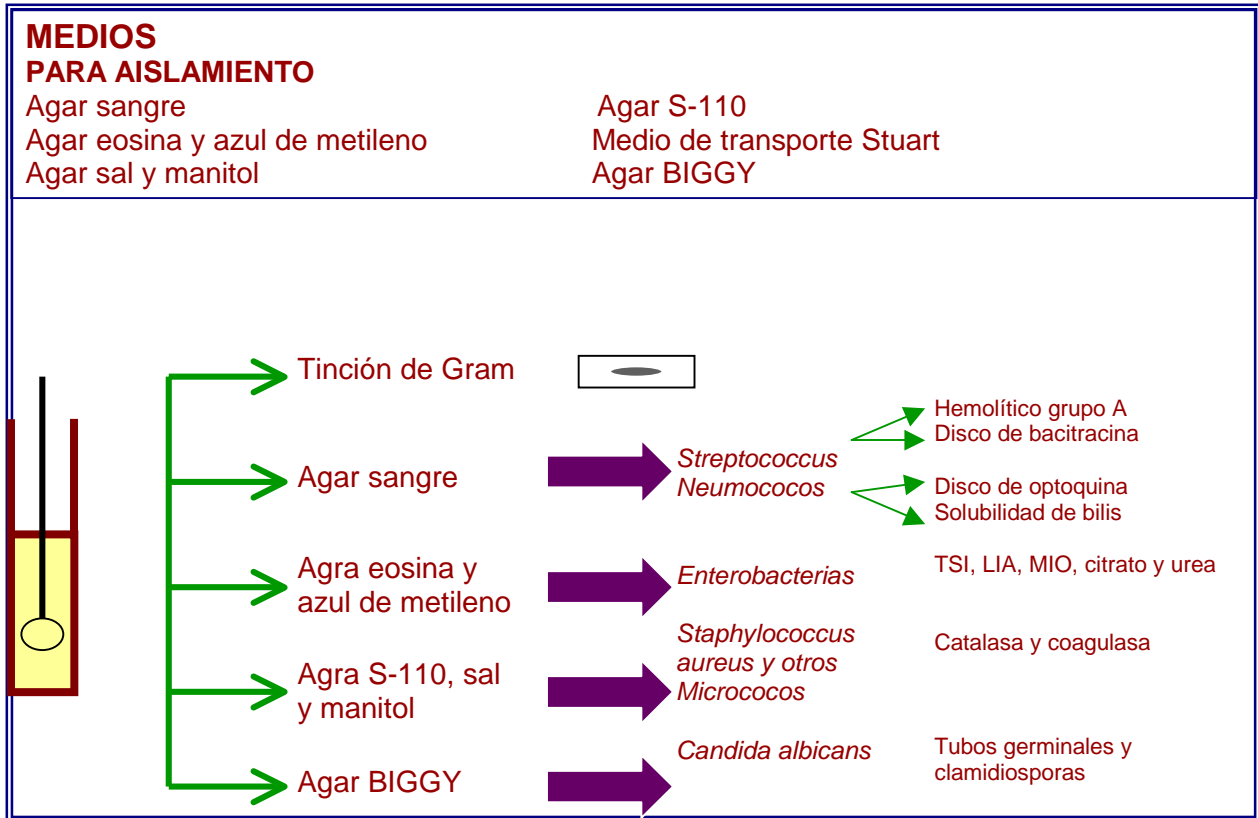 MEDIOS
PARA AISLAMIENTO
Agar sangre
Agar eosina y azul de metileno
Agar sal y manitol
Agar S-110
Medio de transporte Stuart
Agar BIGGY
Tinción de Gram
Agar sangre
Streptococcus
Neumococos
Hemolítico grupo A
Disco de bacitracina
Disco de optoquina
Solubilidad de bilis
Agra eosina y
azul de metileno
Enterobacterias
TSI, LIA, MIO, citrato y urea
Agra S-110, sal
y manitol
Staphylococcus
aureus y otros
Micrococos
Catalasa y coagulasa
Agar BIGGY
Candida albicans
Tubos germinales y
clamidiosporas